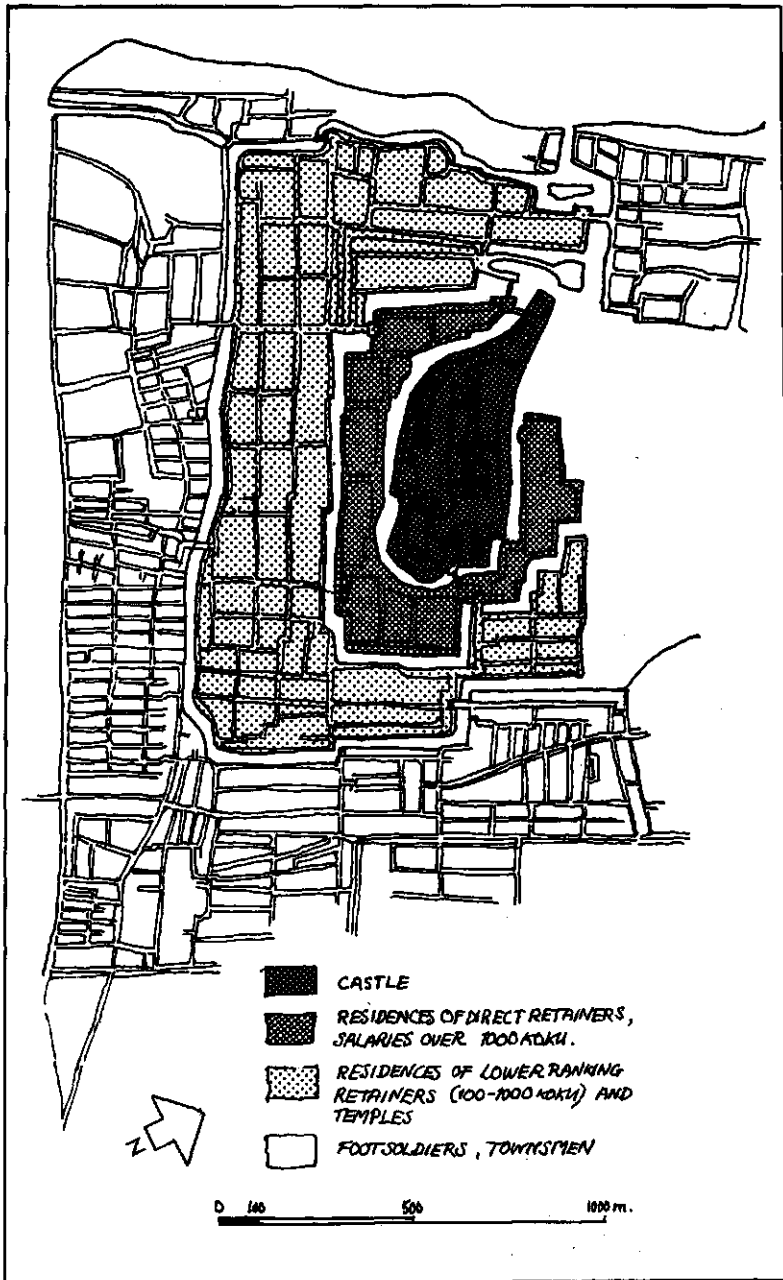 CASTLE
RESIDENCES OF DIRECT RETAINERS,
SALARIES OVER 1000 KOKU.
RESIDENCES OF LOWER RANKING
RETAINERS (100-1000 KOKU) AND
TEMPLES
FOOTSOLDIERS, TOWNSMEN
N
0 100 500 1000 m.